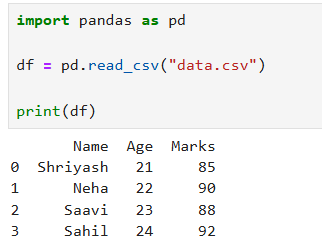 import pandas as pd
df = pd.read_csv("data.csv")
print(df)
Name Age Marks
0 Shriyash 21 85
1 Neha 22 90
2 Saavi 23 88
3 Sahil 24 92